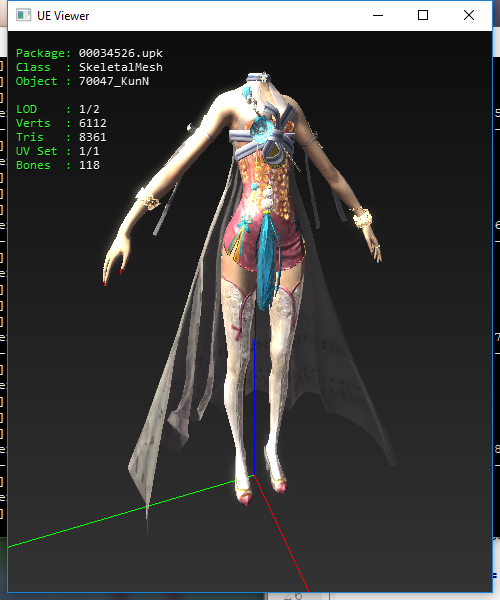 UE Viewer
Package: 00034526.upk
Class : SkeletalMesh
Object : 70047_KunN
LOD : 1/2
Verts : 6112
Tris : 8361
UV Set : 1/1
Bones : 118